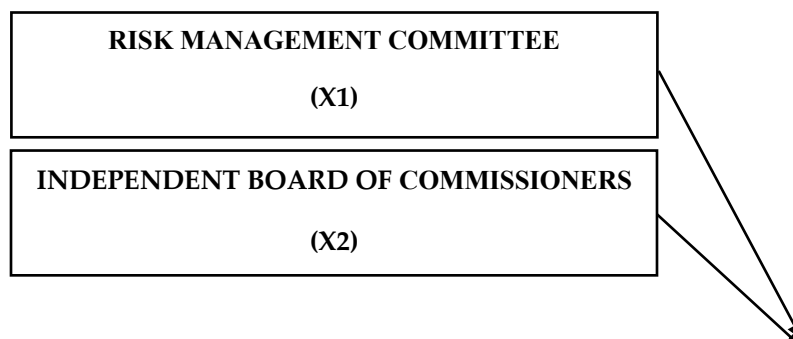 RISK MANAGEMENT COMMITTEE
(X1)
INDEPENDENT BOARD OF COMMISSIONERS
(X2)